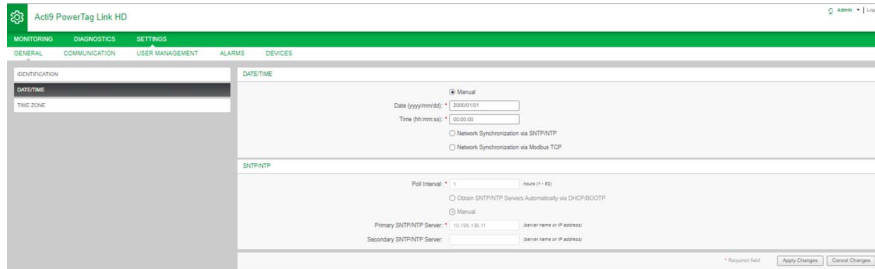 Acti9 PowerTag Link HD
Admin
MONITORING DIAGNOSTICS SETTINGS
GENERAL COMMUNICATION USER MANAGEMENT ALARMS DEVICES
IDENTIFICATION
DATE/TIME
TIME ZONE
DATE/TIME
Manual
Date (yyyy/mm/dd): * 2000/01/01
Time (hh:mm:ss): * 00:00:00
Network Synchronization via SNTP/NTP
Network Synchronization via Modbus TCP
SNTP/NTP
Poll Interval: * 1 hours (1 - 63)
Obtain SNTP/NTP Servers Automatically via DHCP/BOOTP
Manual
Primary SNTP/NTP Server: * (server name or IP address)
Secondary SNTP/NTP Server: (server name or IP address)
* Required field Apply Changes Cancel Changes